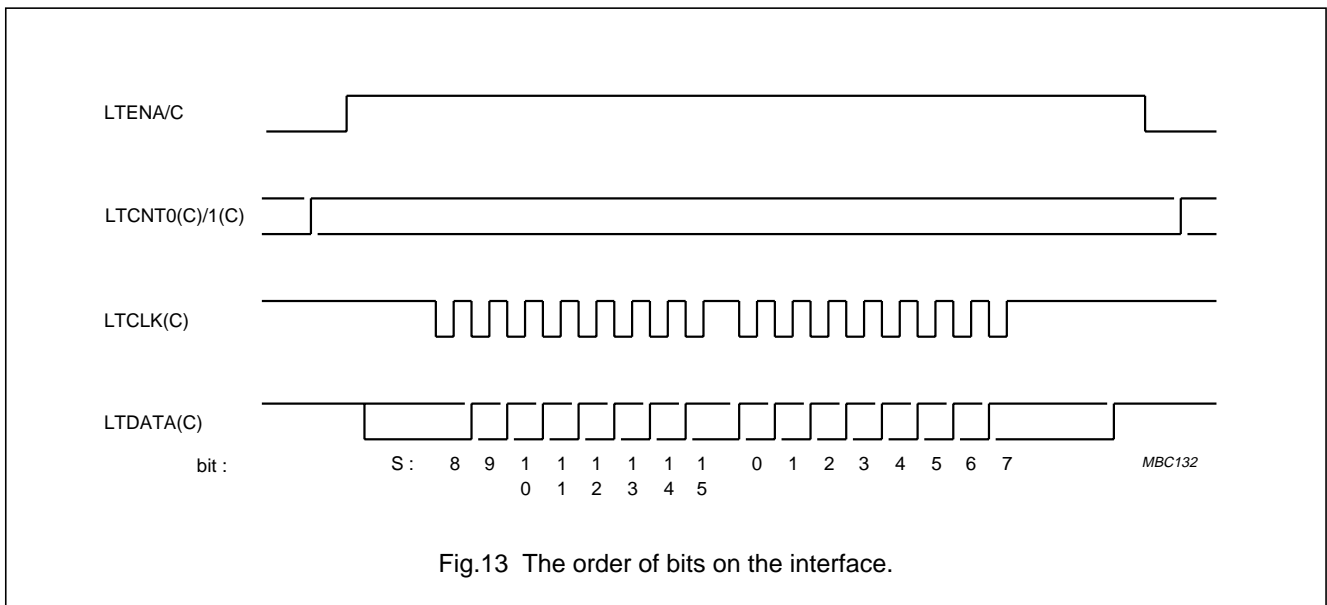 LTENA/C
LTCNT0(C)/1(C)
LTCLK(C)
LTDATA(C)
bit : S : 8 9 1 1 1 1 1 1 0 1 2 3 4 5 6 7 MBC132
0 1 2 3 4 5
Fig.13 The order of bits on the interface.